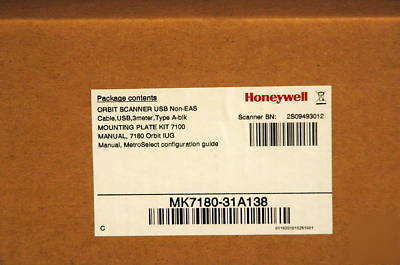 Package contents
Honeywell
ORBIT SCANNER USB Non-EAS
Cable,USB,3meter,Type A-blk
MOUNTING PLATE KIT 7100
MANUAL, 7180 Orbit IUG
Manual, MetroSelect configuration guide
Scanner SN: 2S09493012
MK7180-31A138
C